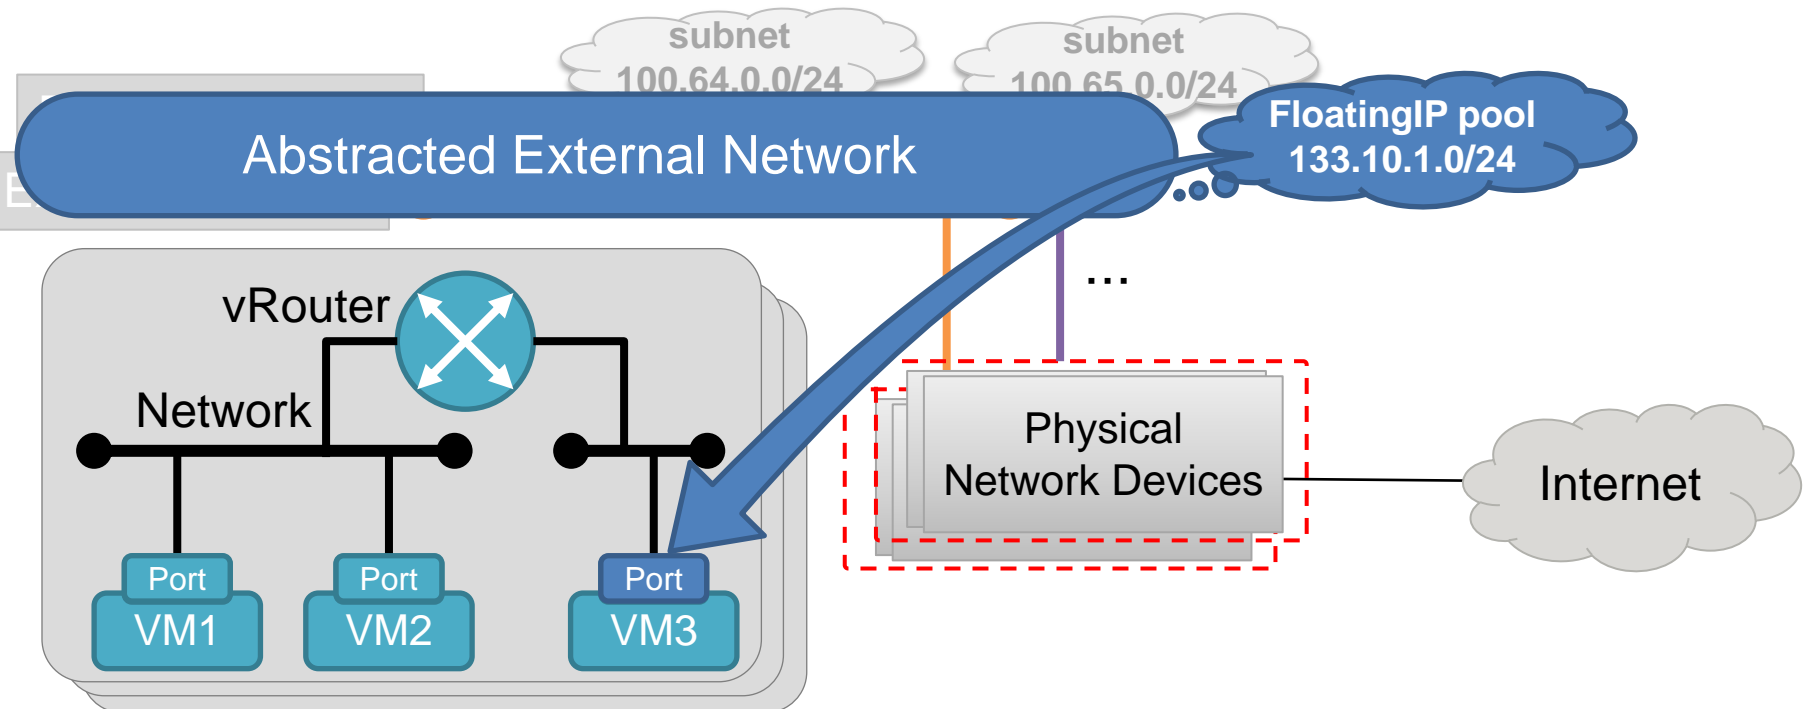 subnet
100.64.0.0/24
subnet
100.65.0.0/24
FloatingIP pool
133.10.1.0/24
Abstracted External Network
...
vRouter
Network
Physical
Network Devices
Internet
Port
Port
Port
VM1
VM2
VM3